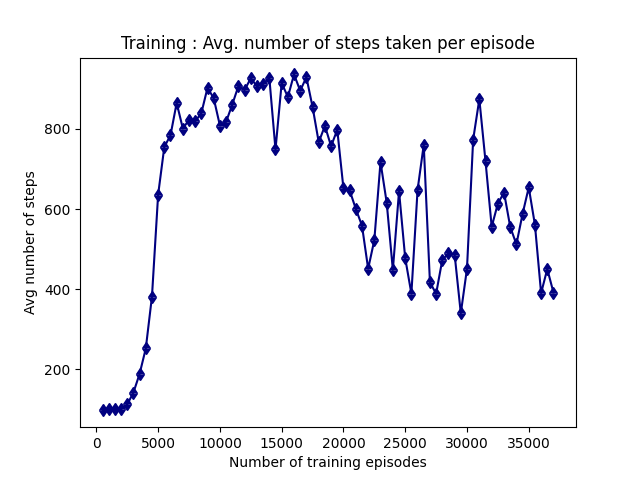 Training : Avg. number of steps taken per episode
800
600
400
200
Avg number of steps
0 5000 10000 15000 20000 25000 30000 35000
Number of training episodes